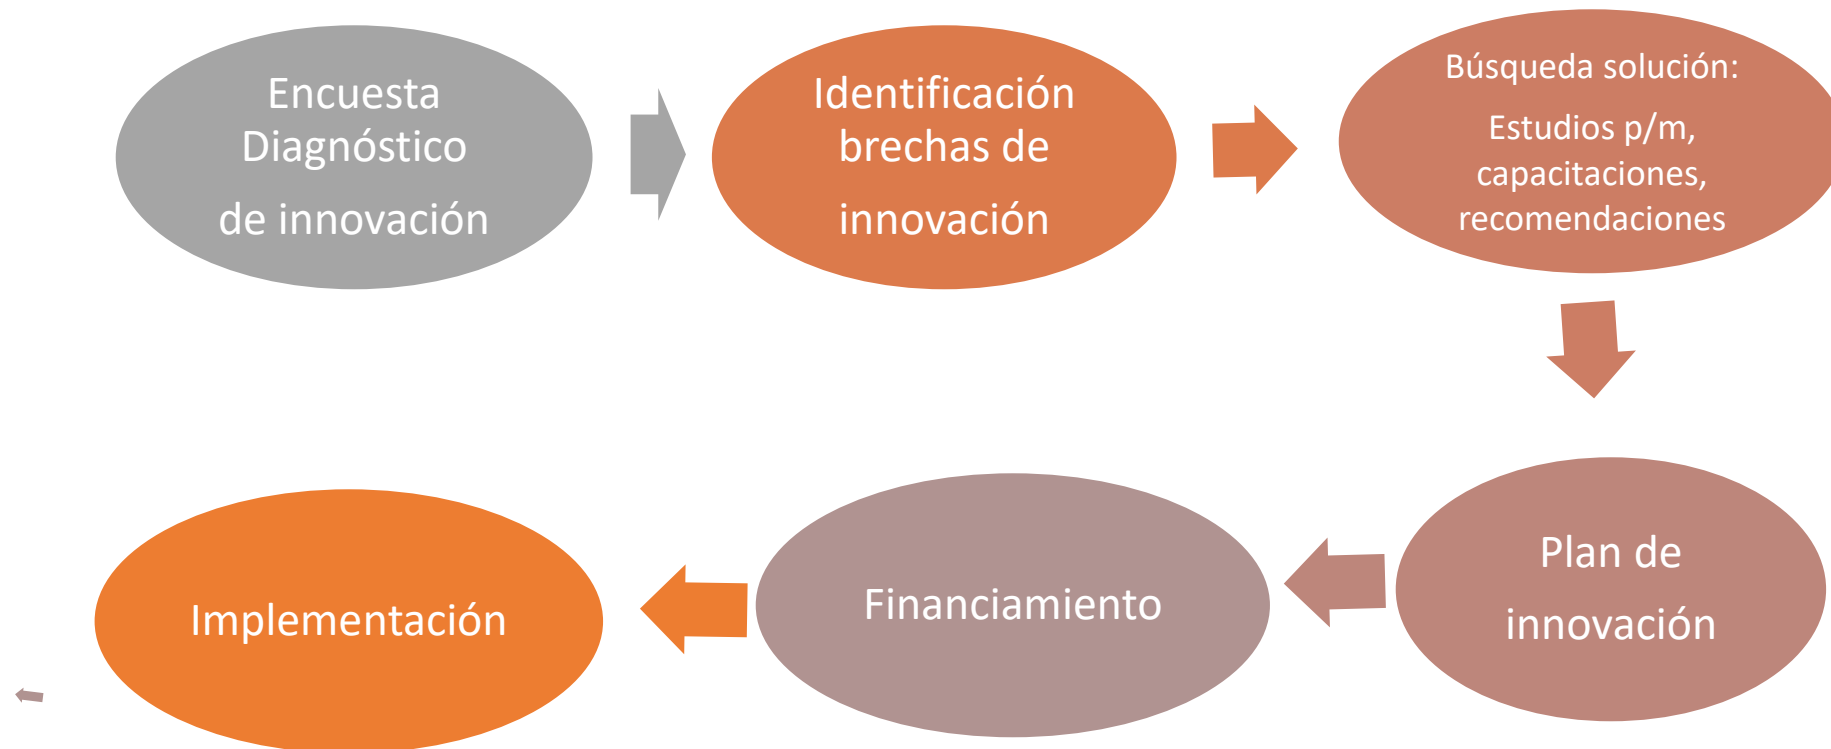 Encuesta
Diagnóstico
de innovación
Identificación
brechas de
innovación
Búsqueda solución:
Estudios p/m,
capacitaciones,
recomendaciones
Plan de
innovación
Financiamiento
Implementación